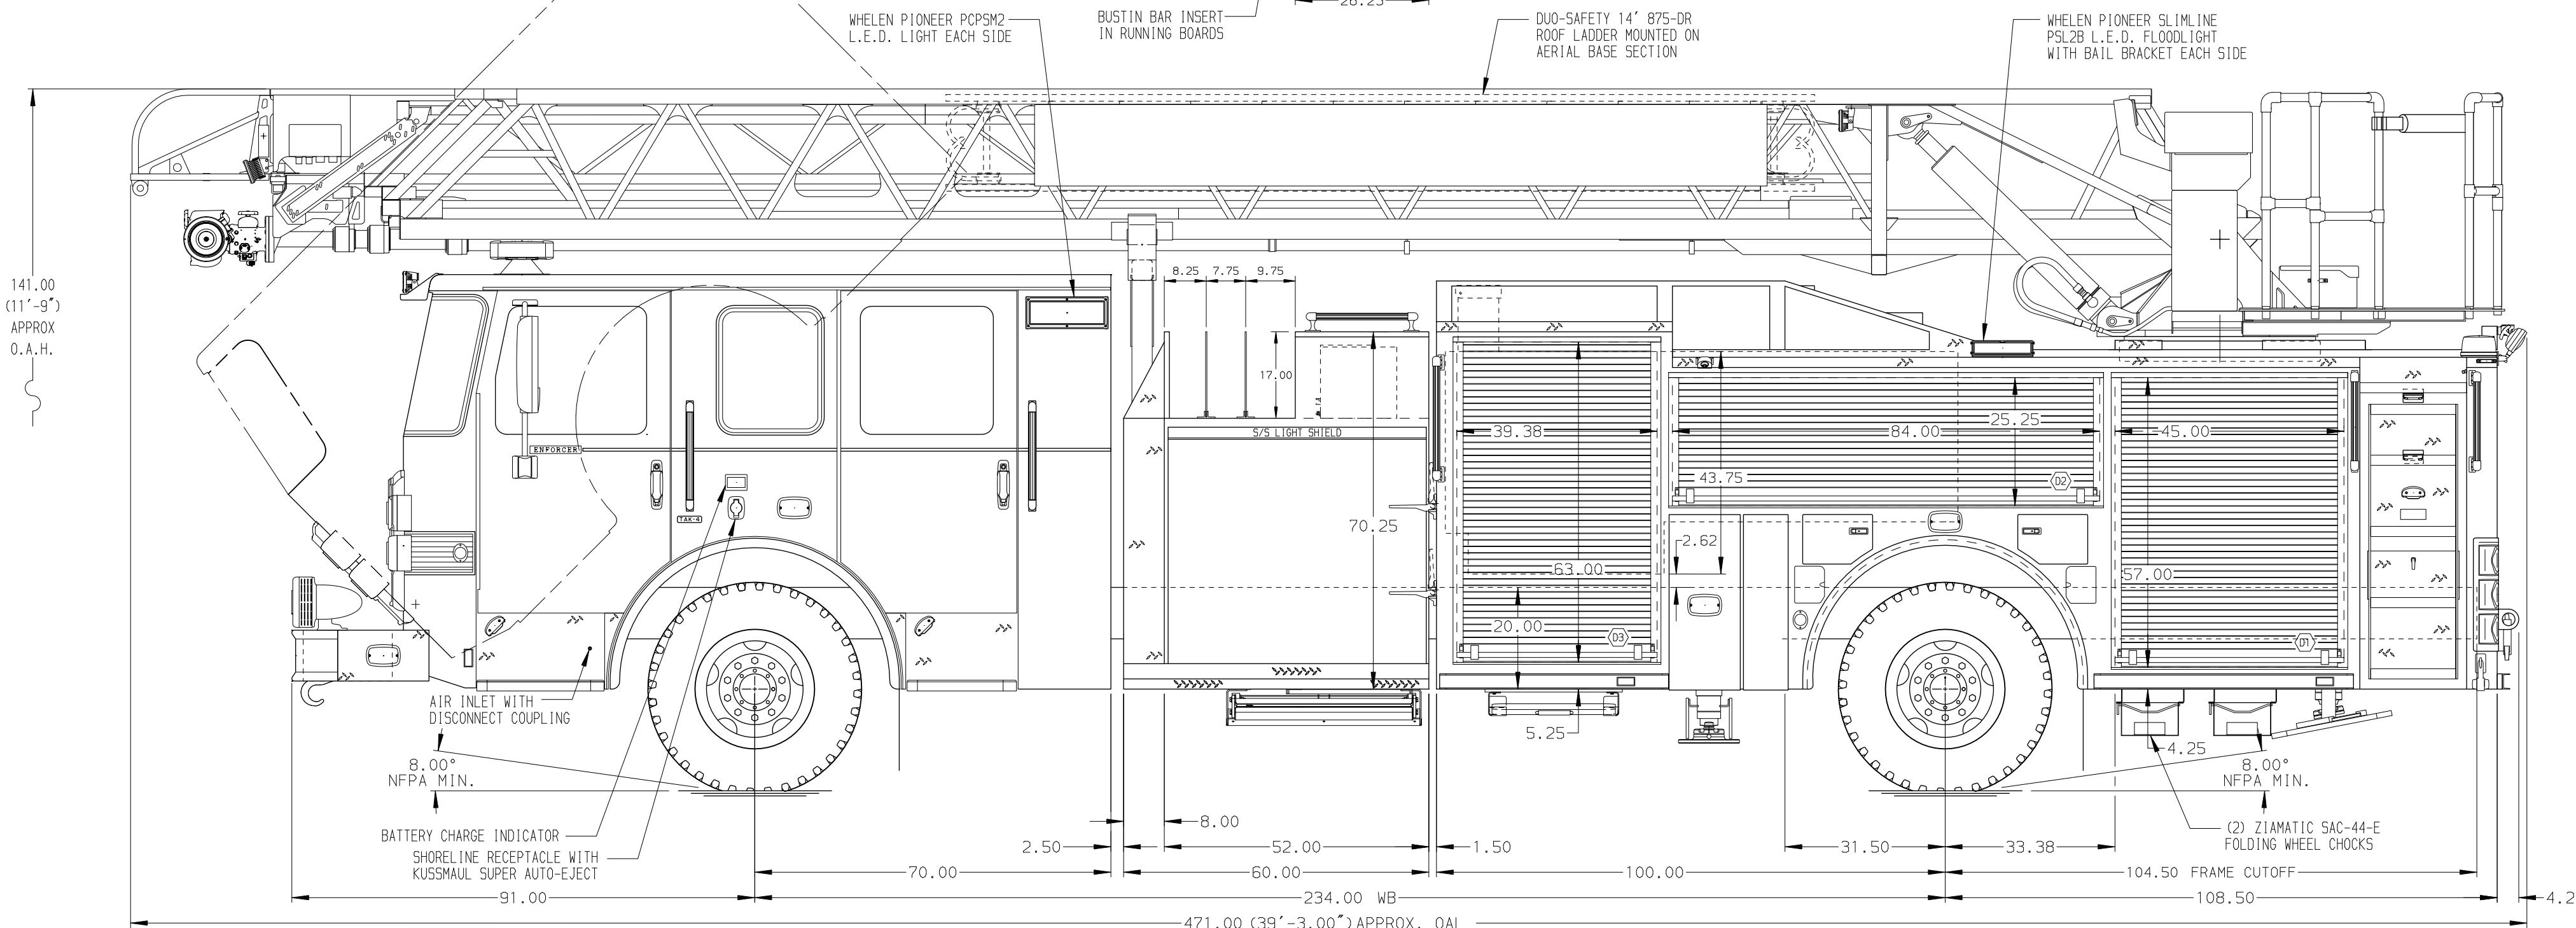 28.25
WHELEN PIONEER PCPSM2
L.E.D. LIGHT EACH SIDE
BUSTIN BAR INSERT
IN RUNNING BOARDS
DUO-SAFETY 14' 875-DR
ROOF LADDER MOUNTED ON
AERIAL BASE SECTION
WHELEN PIONEER SLIMLINE
PSL2B L.E.D. FLOODLIGHT
WITH BAIL BRACKET EACH SIDE
141.00
(11'-9")
APPROX
O.A.H.
8.25
7.75
9.75
17.00
S/S LIGHT SHIELD
39.38
84.00
25.25
45.00
ENFORCER
43.75
D2
TAK-4
70.25
2.62
63.00
57.00
20.00
D3
D1
AIR INLET WITH
DISCONNECT COUPLING
5.25
4.25
8.00°
NFPA MIN.
8.00°
NFPA MIN.
BATTERY CHARGE INDICATOR
SHORELINE RECEPTACLE WITH
KUSSMAUL SUPER AUTO-EJECT
(2) ZIAMATIC SAC-44-E
FOLDING WHEEL CHOCKS
8.00
2.50
52.00
1.50
31.50
33.38
70.00
60.00
100.00
104.50 FRAME CUTOFF
91.00
234.00 WB
108.50
4.2
471.00 (39'-3.00") APPROX. OAL